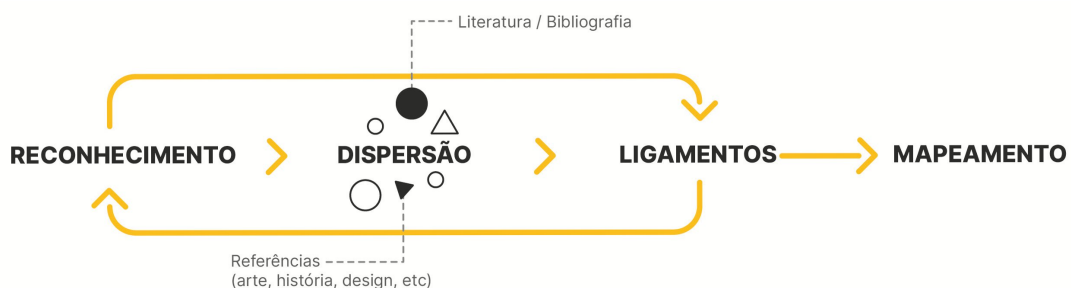 Literatura / Bibliografia
RECONHECIMENTO
DISPERSÃO
LIGAMENTOS
MAPEAMENTO
Referências
(arte, história, design, etc)